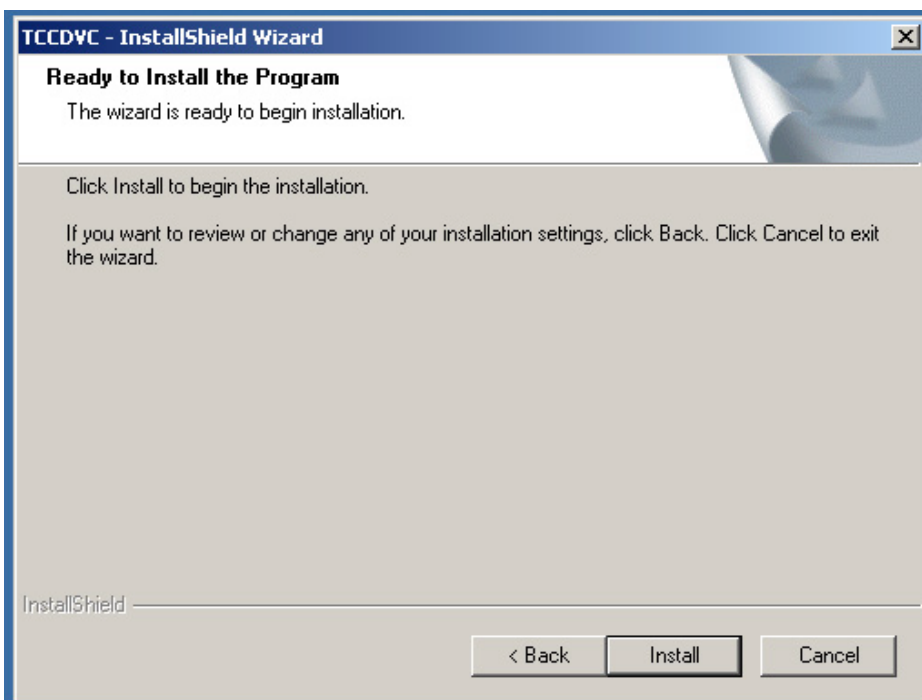 TCCDVC - InstallShield Wizard
Ready to Install the Program
The wizard is ready to begin installation.
Click Install to begin the installation.
If you want to review or change any of your installation settings, click Back. Click Cancel to exit
the wizard.
InstallShield
< Back Install Cancel